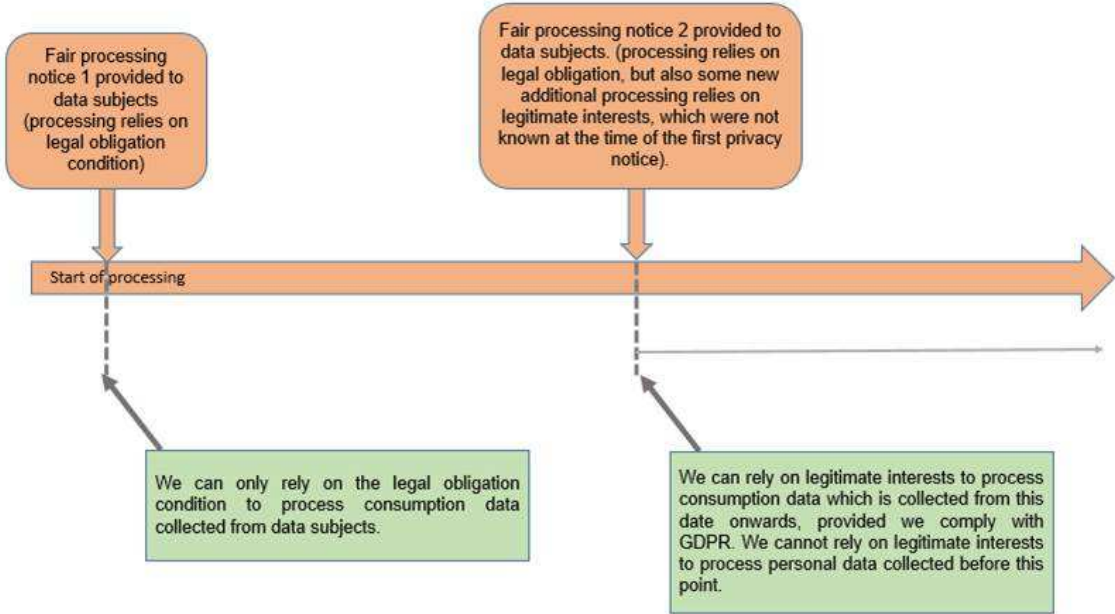 Fair processing
notice 1 provided to
data subjects
(processing relies on
legal obligation
condition)
Fair processing notice 2 provided to
data subjects. (processing relies on
legal obligation, but also some new
additional processing relies on
legitimate interests, which were not
known at the time of the first privacy
notice).
Start of processing
We can only rely on the legal obligation
condition to process consumption data
collected from data subjects.
We can rely on legitimate interests to process
consumption data which is collected from this
date onwards, provided we comply with
GDPR. We cannot rely on legitimate interests
to process personal data collected before this
point.